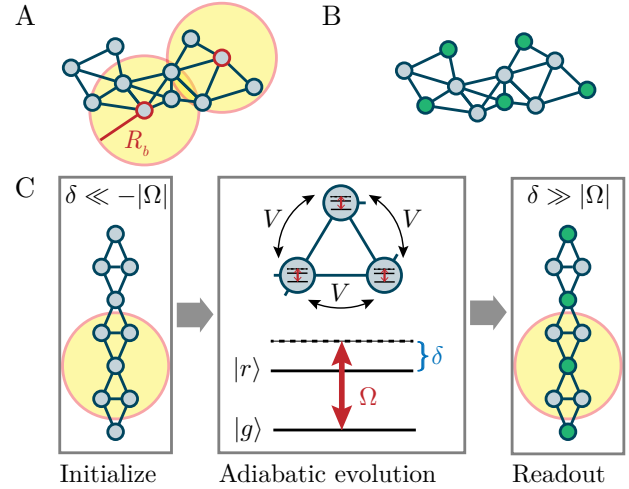 A
B
R_b
C
δ ≪ −|Ω|
δ ≫ |Ω|
V
V
V
δ
|r⟩
Ω
|g⟩
Initialize
Adiabatic evolution
Readout